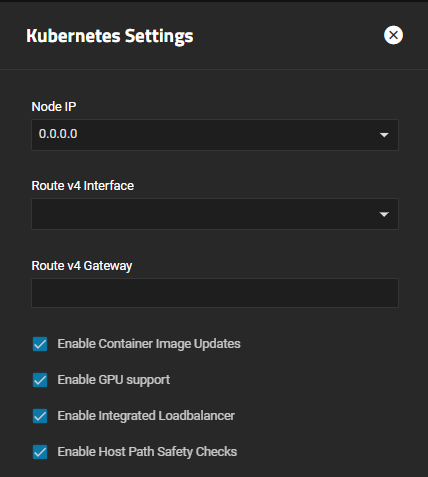 Kubernetes Settings
Node IP
0.0.0.0
Route v4 Interface
Route v4 Gateway
Enable Container Image Updates
Enable GPU support
Enable Integrated Loadbalancer
Enable Host Path Safety Checks